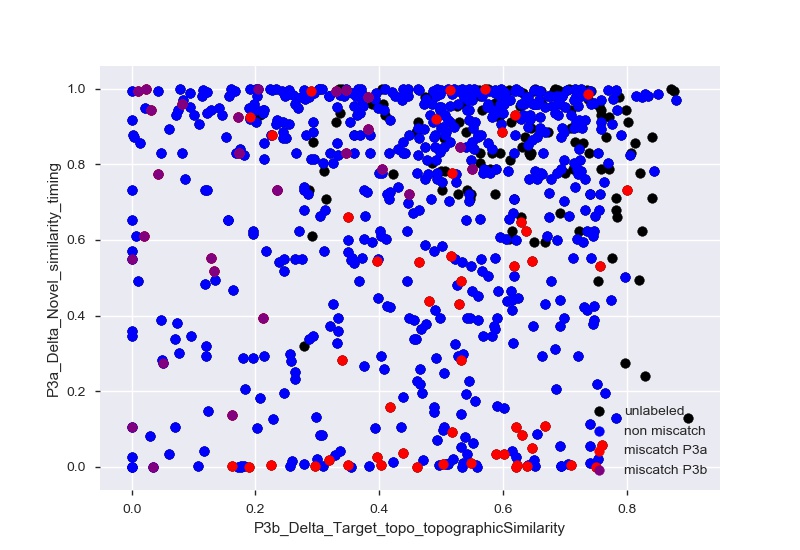 1.0
0.8
0.6
0.4
0.2
0.0
P3a_Delta_Novel_similarity_timing
unlabeled
non miscatch
miscatch P3a
miscatch P3b
0.0 0.2 0.4 0.6 0.8
P3b_Delta_Target_topo_topographicSimilarity